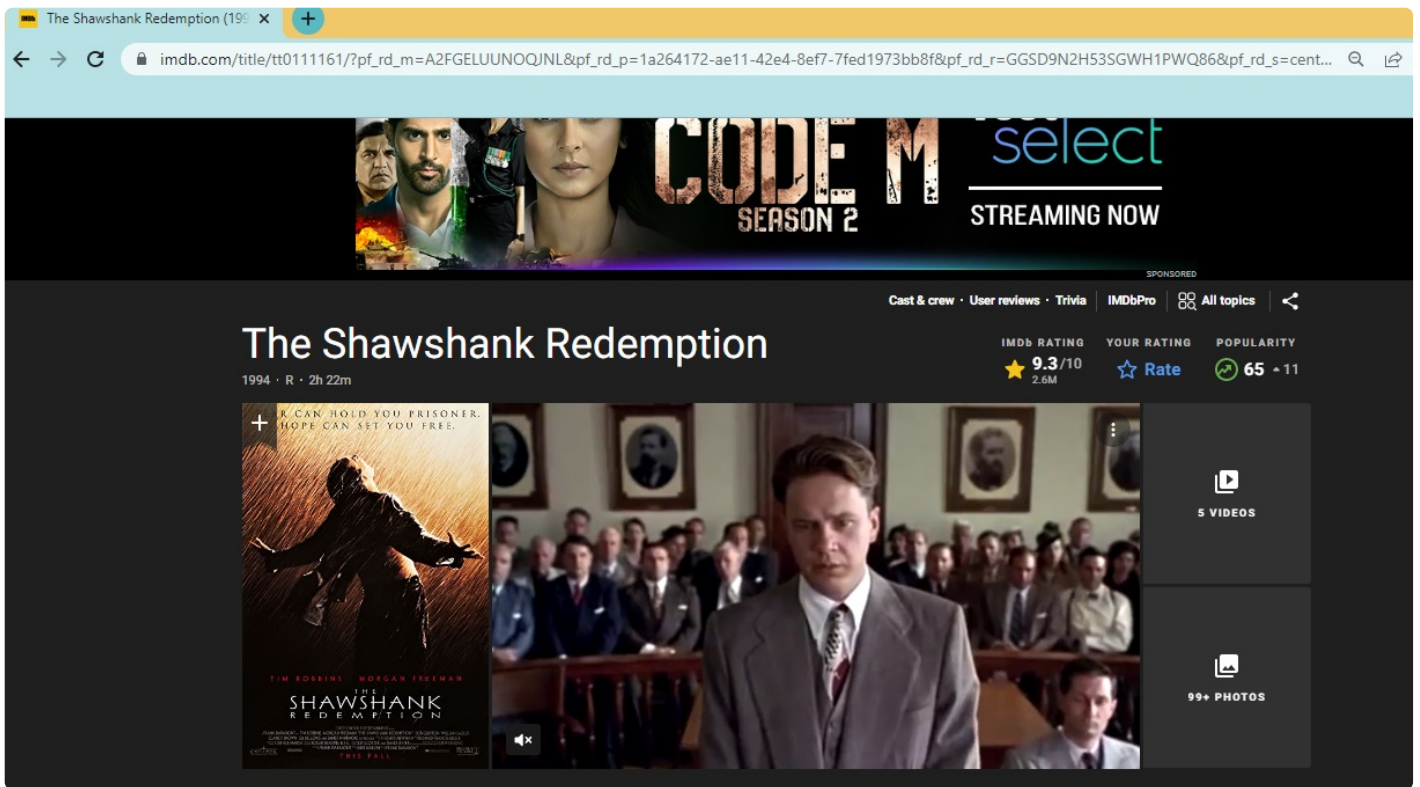 IMDb The Shawshank Redemption (199
imdb.com/title/tt0111161/?pf_rd_m=A2FGELUUNOQJNL&pf_rd_p=1a264172-ae11-42e4-8ef7-7fed1973bb8f&pf_rd_r=GGSD9N2H53SGWH1PWQ86&pf_rd_s=cent...
CODE M
SEASON 2
select
STREAMING NOW
SPONSORED
Cast & crew · User reviews · Trivia IMDbPro All topics
The Shawshank Redemption
1994 · R · 2h 22m
IMDb RATING YOUR RATING POPULARITY
9.3/10 Rate 65 11
2.6M
CAN HOLD YOU PRISONER.
HOPE CAN SET YOU FREE.
TIM ROBBINS MORGAN FREEMAN
THE
SHAWSHANK
REDEMPTION
THIS FALL
5 VIDEOS
99+ PHOTOS